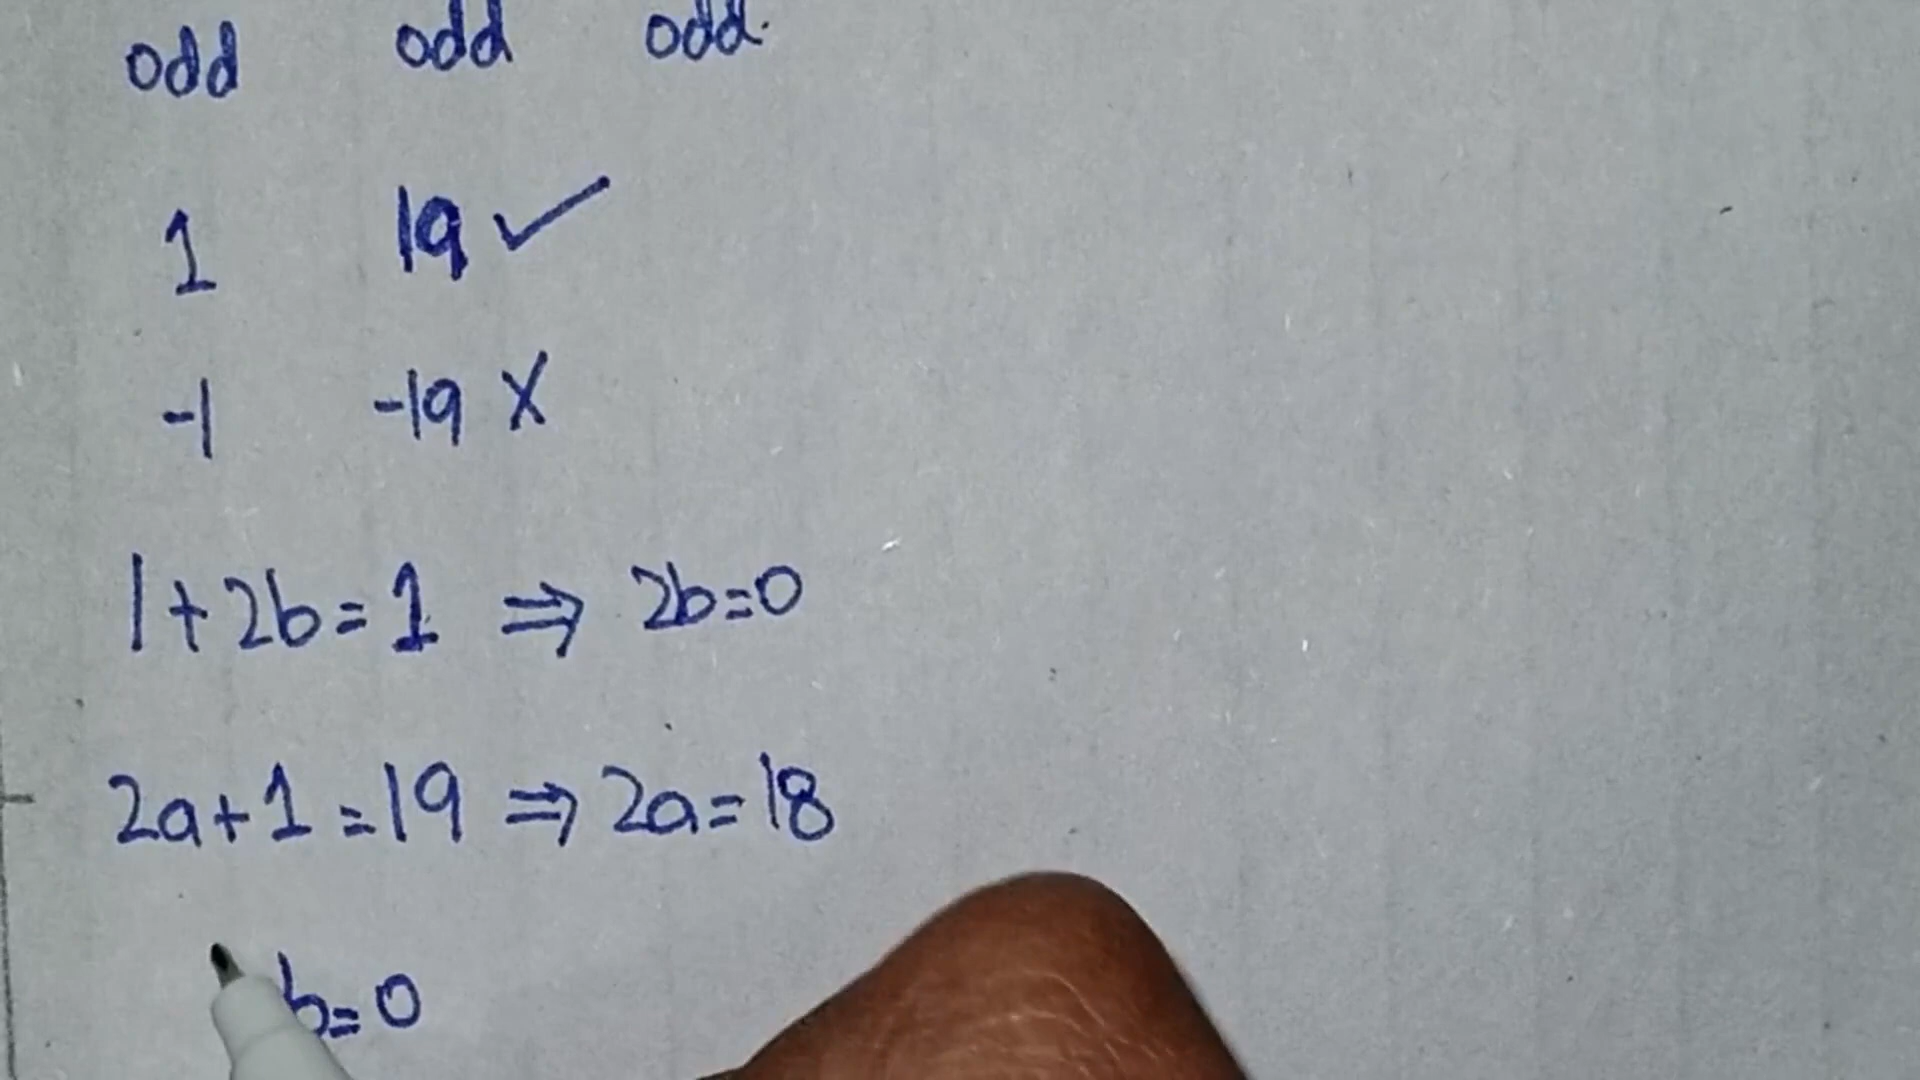 odd odd odd.
1 19 ✓
-1 -19 X
1+2b=1 ⇒ 2b=0
2a+1=19 ⇒ 2a=18
b=0